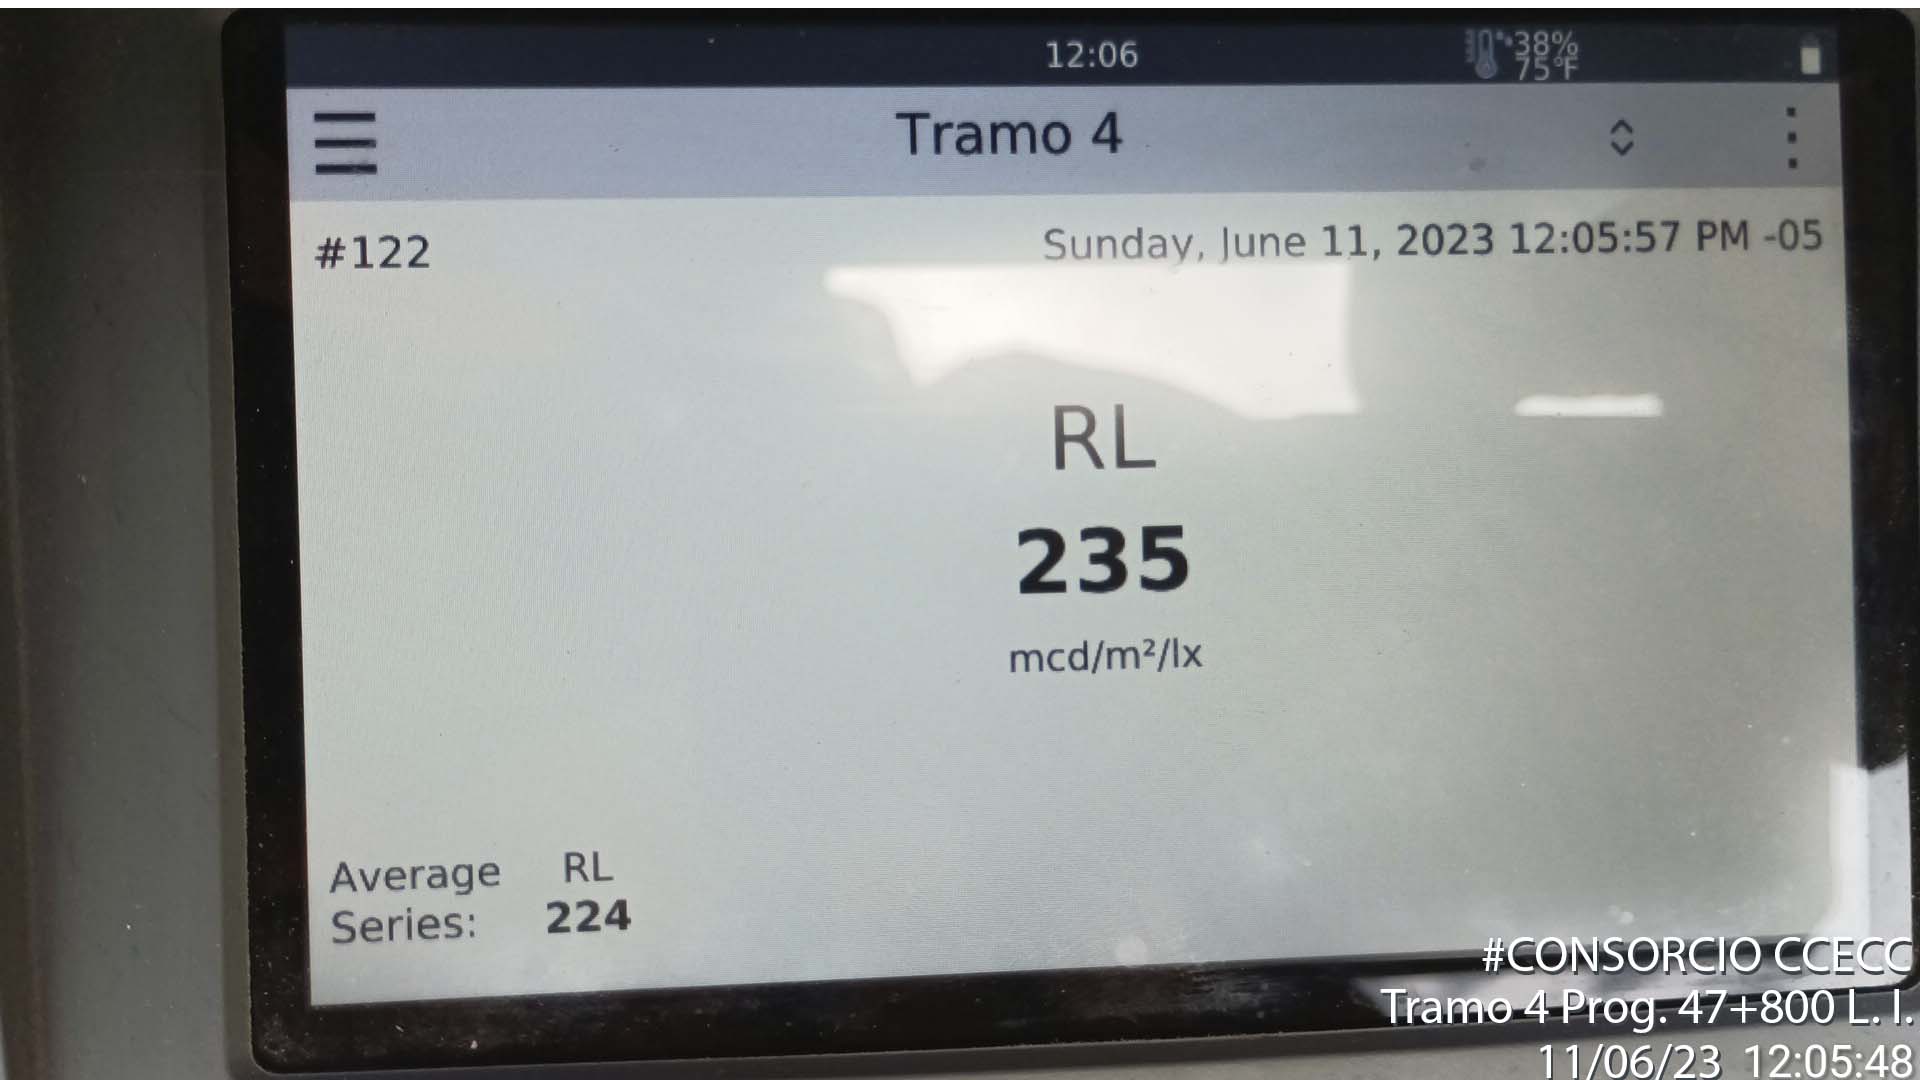 12:06
38%
75°F
Tramo 4
#122
Sunday, June 11, 2023 12:05:57 PM -05
RL
235
mcd/m²/lx
Average RL
Series: 224
#CONSORCIO CCECC
Tramo 4 Prog. 47+800 L. I.
11/06/23 12:05:48